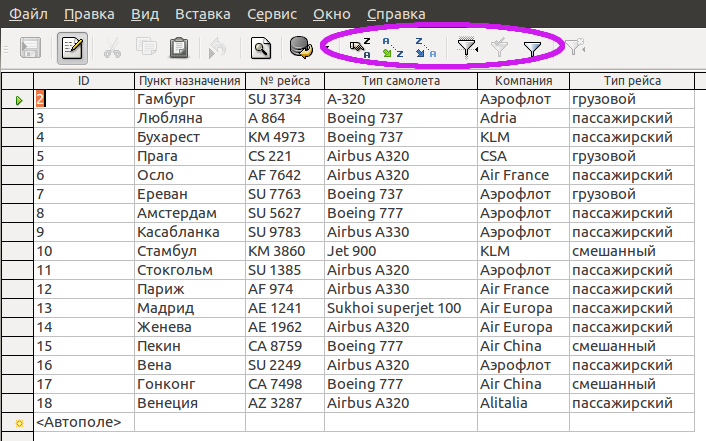 Файл Правка Вид Вставка Сервис Окно Справка
Z A A Z Z A
ID Пункт назначения № рейса Тип самолета Компания Тип рейса
2 Гамбург SU 3734 A-320 Аэрофлот грузовой
3 Любляна A 864 Boeing 737 Adria пассажирский
4 Бухарест KM 4973 Boeing 737 KLM пассажирский
5 Прага CS 221 Airbus A320 CSA грузовой
6 Осло AF 7642 Airbus A320 Air France пассажирский
7 Ереван SU 7763 Boeing 737 Аэрофлот грузовой
8 Амстердам SU 5627 Boeing 777 Аэрофлот пассажирский
9 Касабланка SU 9783 Airbus A330 Аэрофлот пассажирский
10 Стамбул KM 3860 Jet 900 KLM смешанный
11 Стокгольм SU 1385 Airbus A320 Аэрофлот пассажирский
12 Париж AF 974 Airbus A330 Air France пассажирский
13 Мадрид AE 1241 Sukhoi superjet 100 Air Europa пассажирский
14 Женева AE 1962 Airbus A320 Air Europa пассажирский
15 Пекин CA 8759 Boeing 777 Air China смешанный
16 Вена SU 2249 Airbus A320 Аэрофлот пассажирский
17 Гонконг CA 7498 Boeing 777 Air China смешанный
18 Венеция AZ 3287 Airbus A320 Alitalia пассажирский
<Автополе>